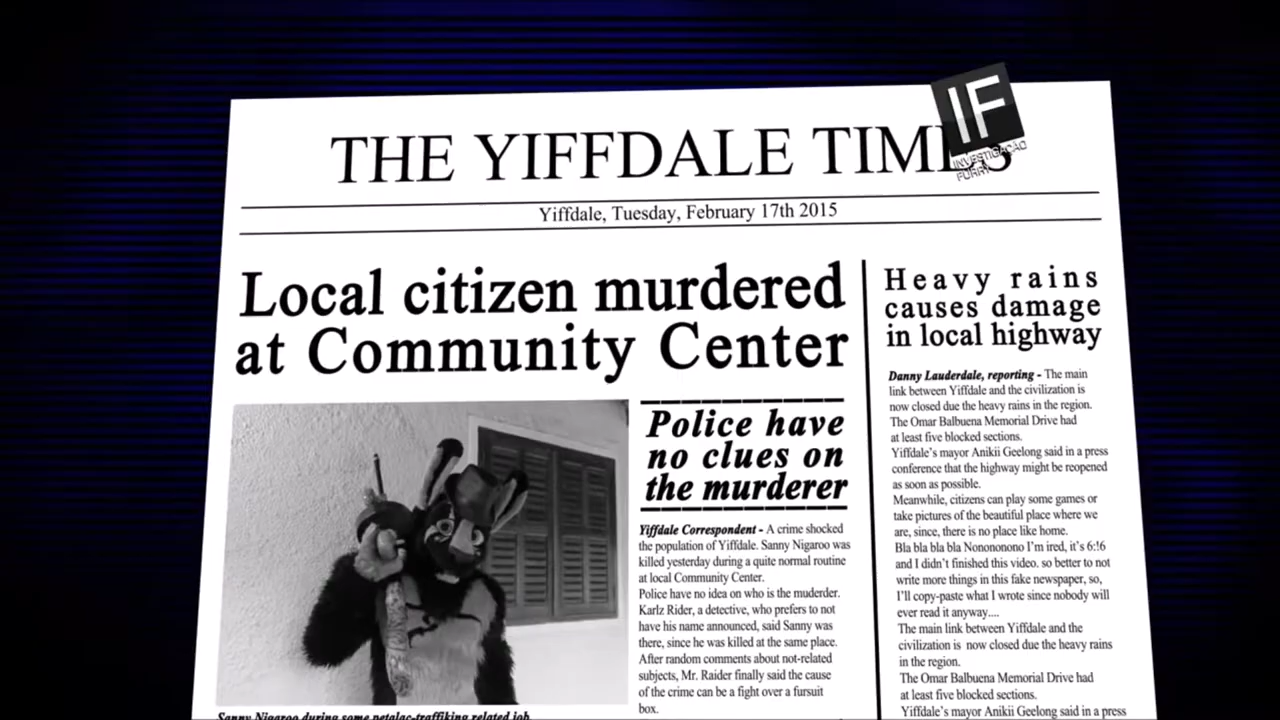 THE YIFFDALE TIMES
IF
INVESTIGAÇÃO
FURRY
Yiffdale, Tuesday, February 17th 2015
Local citizen murdered
at Community Center
Police have
no clues on
the murderer
Yiffdale Correspondent - A crime shocked
the population of Yiffdale. Sanny Nigaroo was
killed yesterday during a quite normal routine
at local Community Center.
Police have no idea on who is the muderder.
Karlz Rider, a detective, who prefers to not
have his name announced, said Sanny was
there, since he was killed at the same place.
After random comments about not-related
subjects, Mr. Raider finally said the cause
of the crime can be a fight over a fursuit
box.
Sanny Nigaroo during some petalac-traffiking related job
Heavy rains
causes damage
in local highway
Danny Lauderdale, reporting - The main
link between Yiffdale and the civilization is
now closed due the heavy rains in the region.
The Omar Balbuena Memorial Drive had
at least five blocked sections.
Yiffdale's mayor Anikii Geelong said in a press
conference that the highway might be reopened
as soon as possible.
Meanwhile, citizens can play some games or
take pictures of the beautiful place where we
are, since, there is no place like home.
Bla bla bla bla Nonononono I'm ired, it's 6:!6
and I didn't finished this video. so better to not
write more things in this fake newspaper, so,
I'll copy-paste what I wrote since nobody will
ever read it anyway....
The main link between Yiffdale and the
civilization is now closed due the heavy rains
in the region.
The Omar Balbuena Memorial Drive had
at least five blocked sections.
Yiffdale's mayor Anikii Geelong said in a press